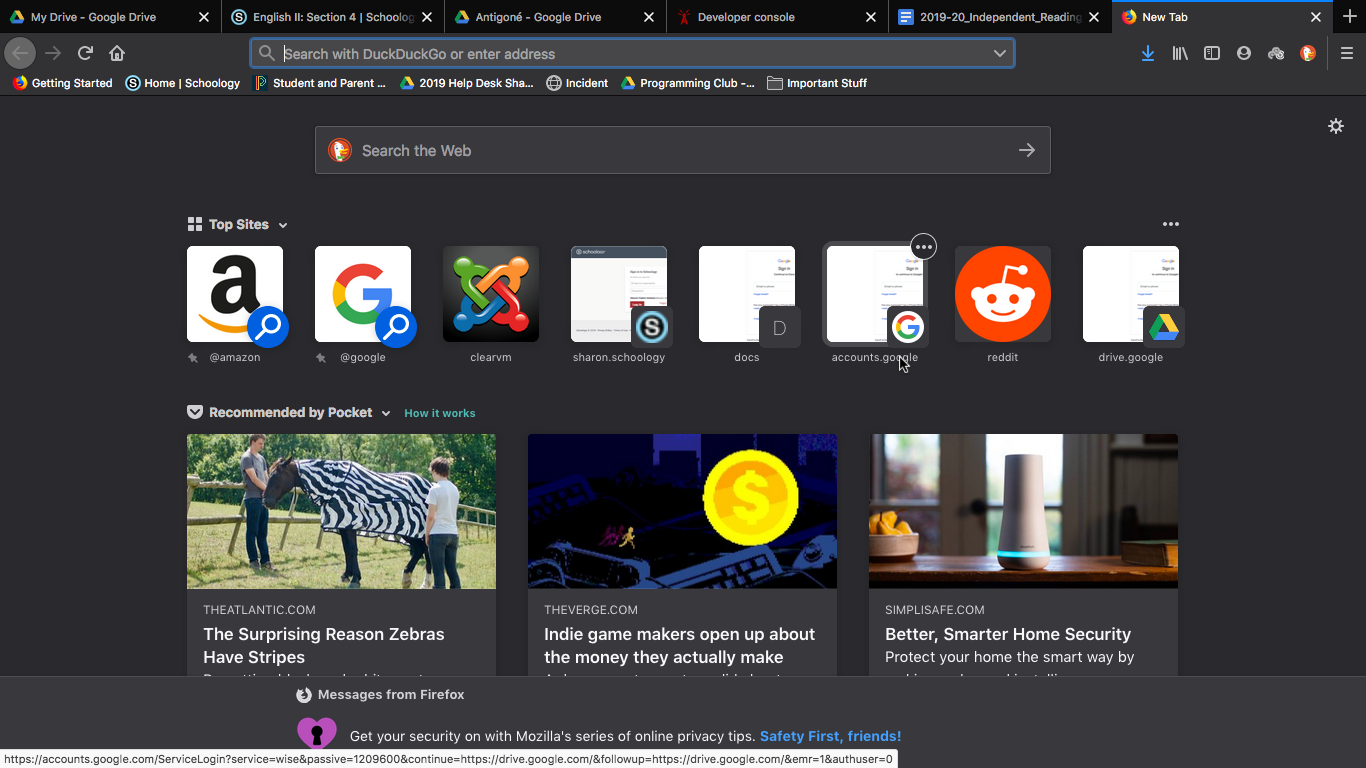 My Drive - Google Drive
English II: Section 4 | Schoolog
Antigoné - Google Drive
Developer console
2019-20_Independent_Reading
New Tab
Search with DuckDuckGo or enter address
Getting Started
Home | Schoology
Student and Parent ...
2019 Help Desk Sha...
Incident
Programming Club -...
Important Stuff
Search the Web
Top Sites
@amazon
@google
clearvm
sharon.schoology
D
docs
accounts.google
reddit
drive.google
Recommended by Pocket
How it works
THEATLANTIC.COM
The Surprising Reason Zebras
Have Stripes
THEVERGE.COM
Indie game makers open up about
the money they actually make
SIMPLISAFE.COM
Better, Smarter Home Security
Protect your home the smart way by
Messages from Firefox
Get your security on with Mozilla's series of online privacy tips. Safety First, friends!
https://accounts.google.com/ServiceLogin?service=wise&passive=1209600&continue=https://drive.google.com/&followup=https://drive.google.com/&emr=1&authuser=0